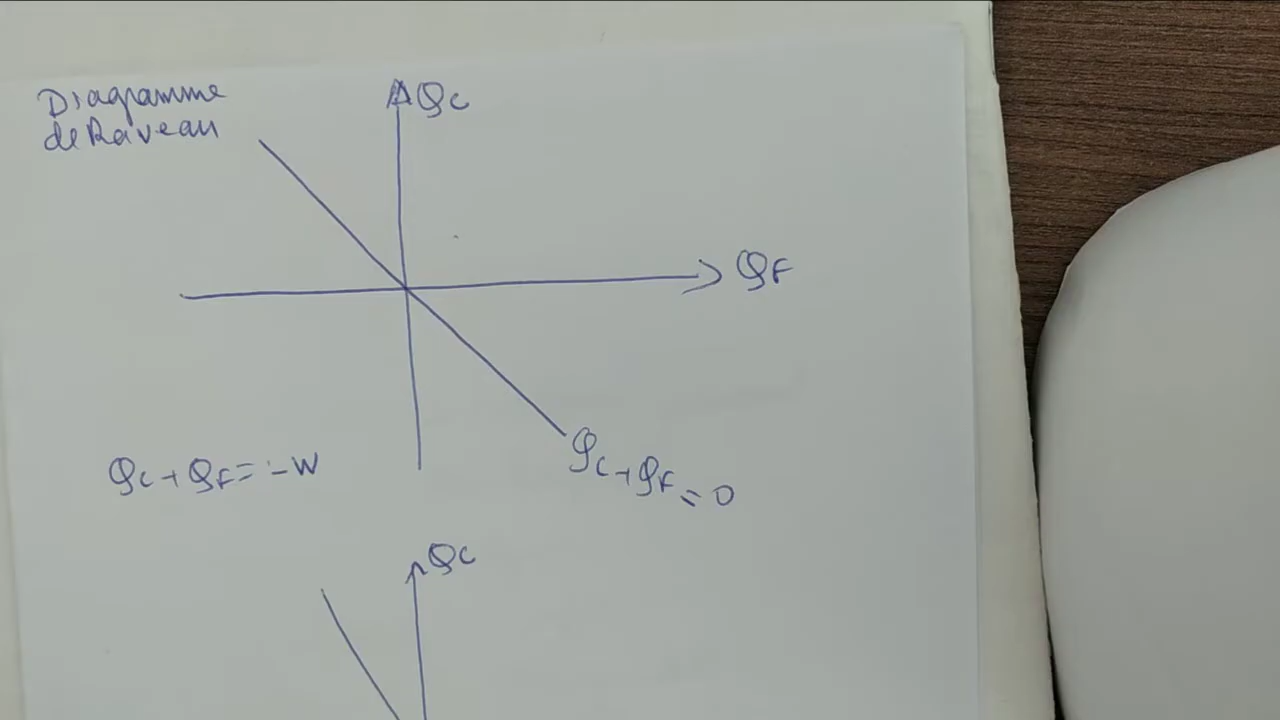 Diagramme
de Raveau
Qc
QF
Qc + QF = -W
Qc + QF = 0
Qc